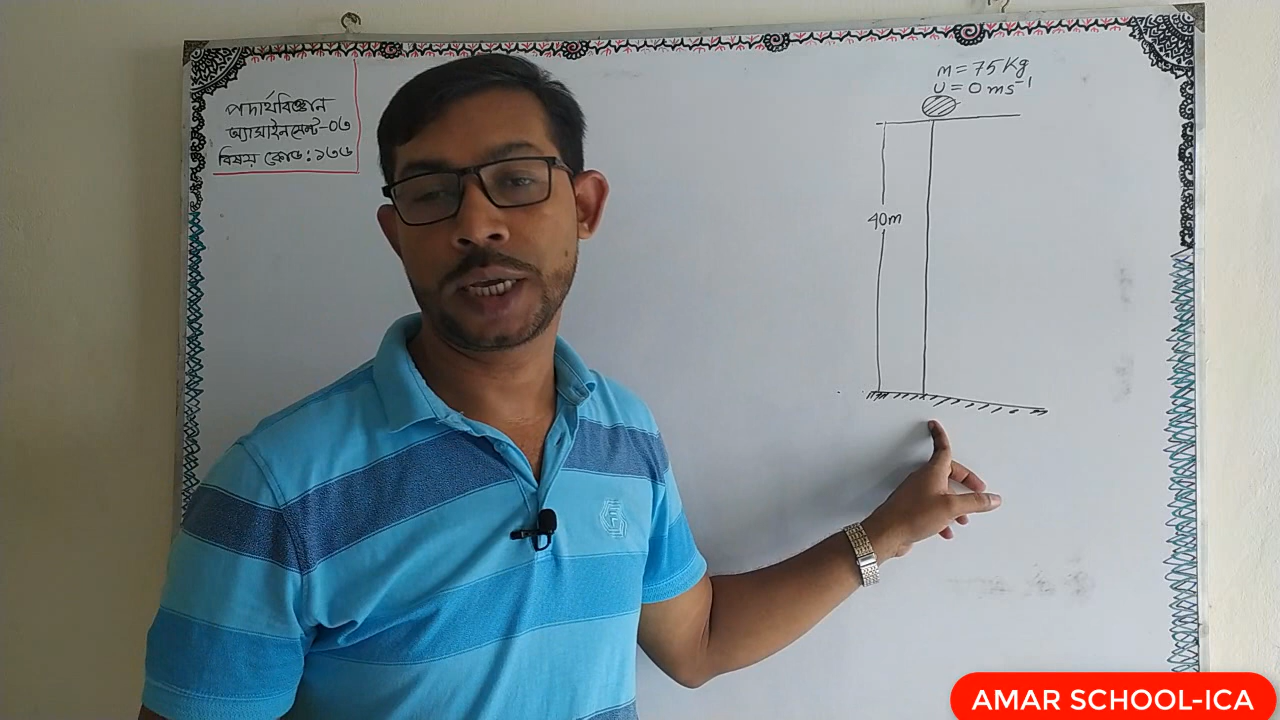 পদার্থবিজ্ঞান
অ্যাসাইনমেন্ট-০৩
বিষয় কোড: ১৩৬
m = 75 Kg
U = 0 ms⁻¹
40m
AMAR SCHOOL-ICA